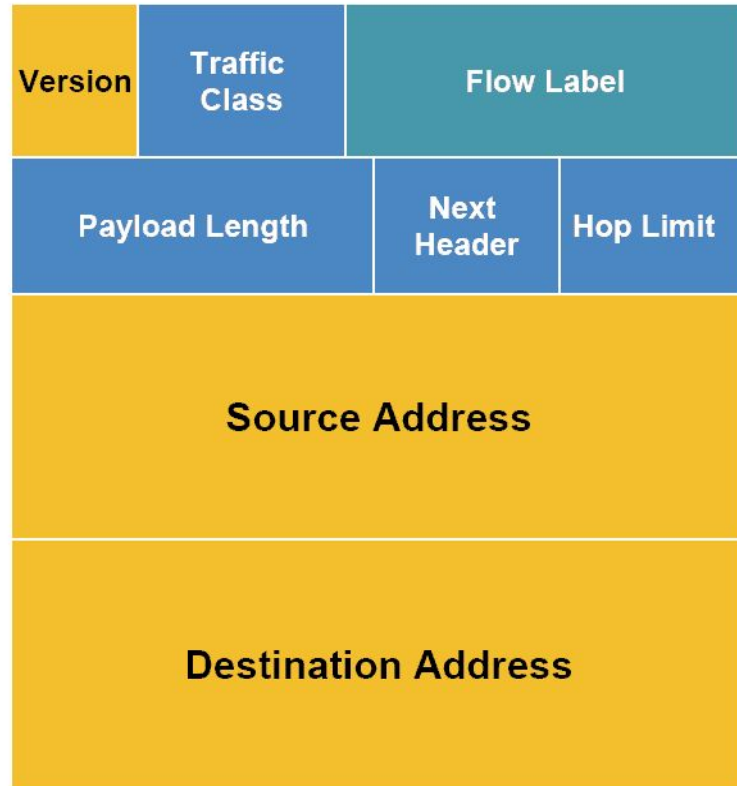 Version
Traffic
Class
Flow Label
Payload Length
Next
Header
Hop Limit
Source Address
Destination Address